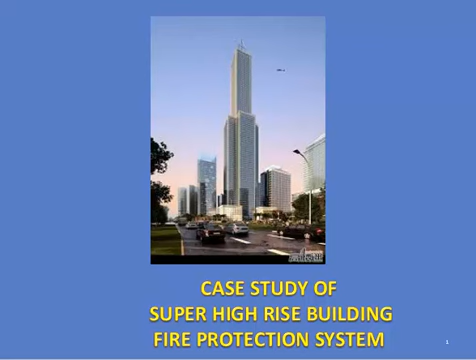 CASE STUDY OF
SUPER HIGH RISE BUILDING
FIRE PROTECTION SYSTEM
1